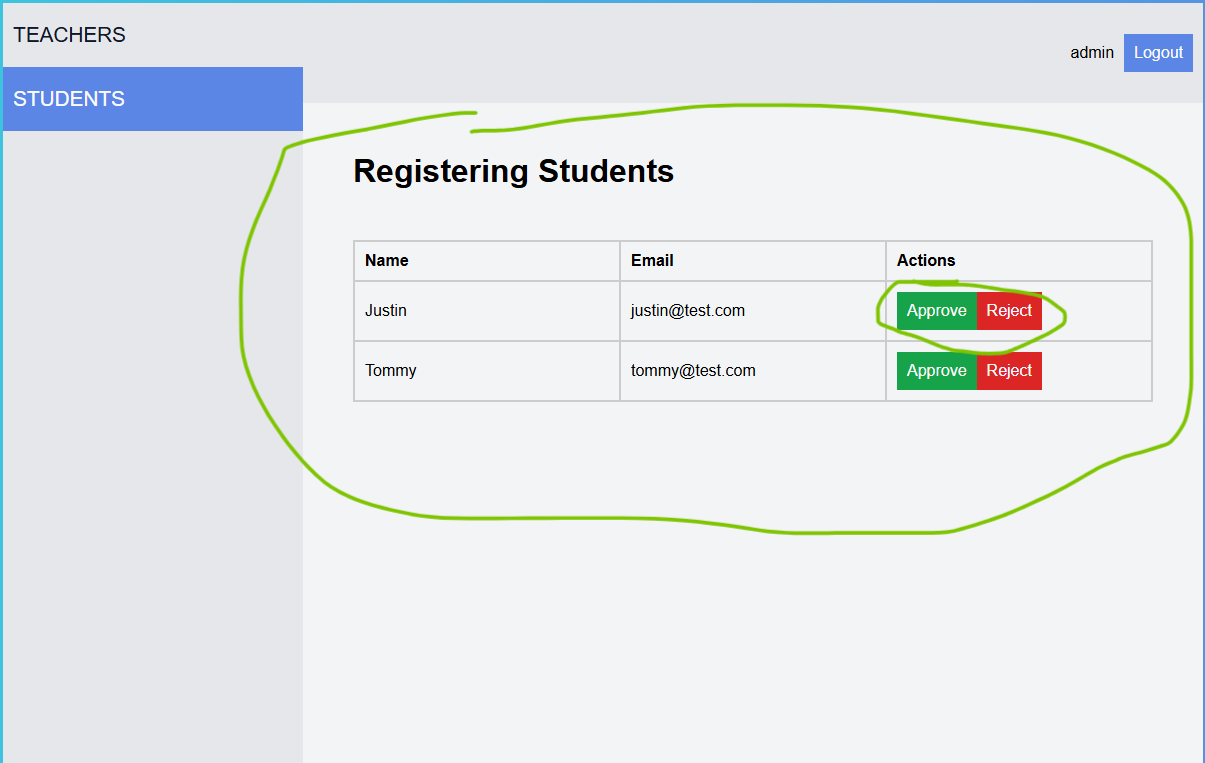 TEACHERS
admin Logout
STUDENTS
Registering Students
Name Email Actions
Justin justin@test.com Approve Reject
Tommy tommy@test.com Approve Reject